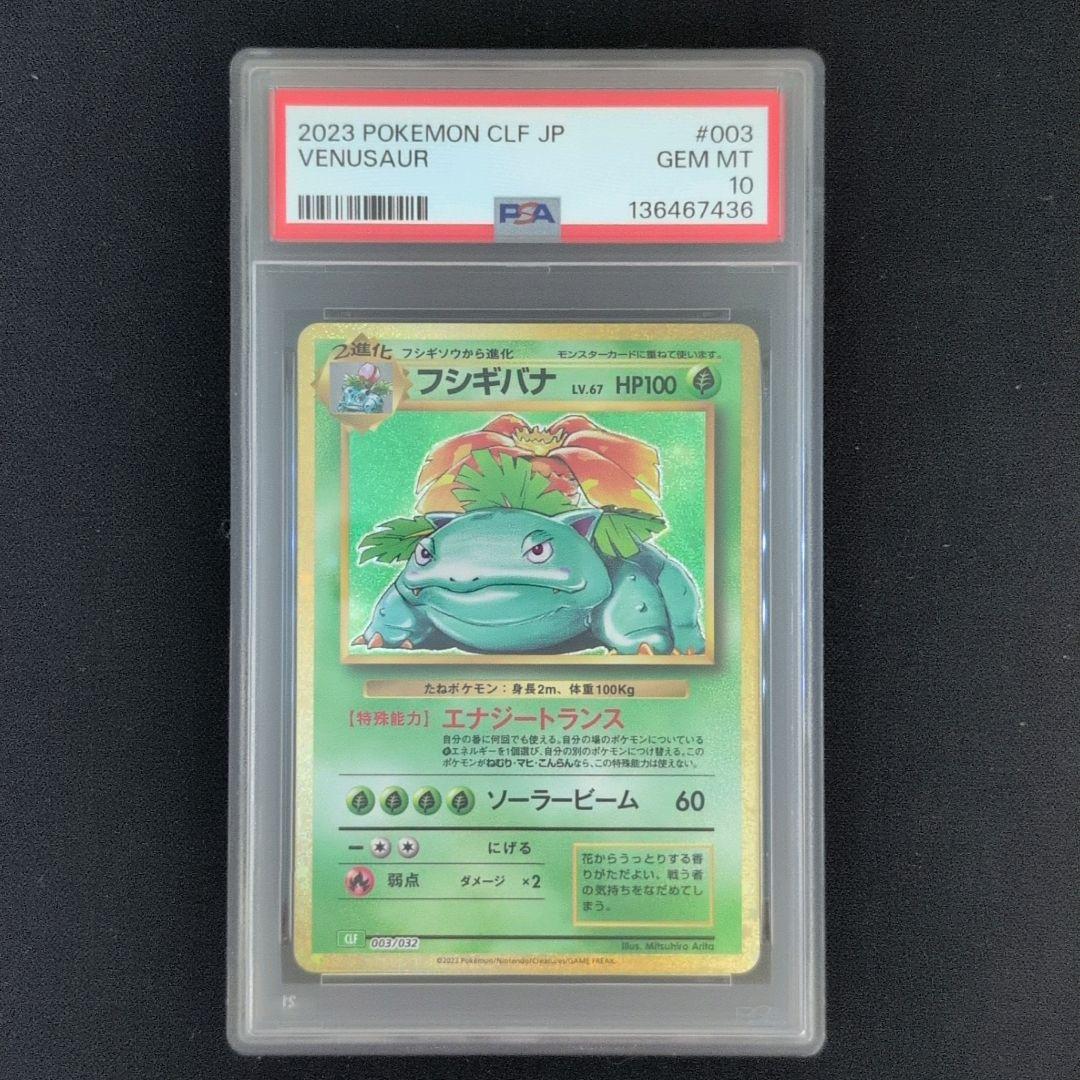 2023 POKEMON CLF JP #003
VENUSAUR GEM MT
10
PSA 136467436
2進化 フシギソウから進化 モンスターカードに重ねて使います。
フシギバナ LV.67 HP100
たねポケモン：身長2m、体重100Kg
【特殊能力】 エナジートランス
自分の番に何回でも使える。自分の場のポケモンについている
エネルギーを1個選び、自分の別のポケモンにつけ替える。この
ポケモンがねむり・マヒ・こんらんなら、この特殊能力は使えない。
ソーラービーム 60
ー にげる
弱点 ダメージ ×2
花からうっとりする香
りがただよい、戦う者
の気持ちをなだめてし
まう。
CLF 003/032
Illus. Mitsuhiro Arita
©2023 Pokémon/Nintendo/Creatures/GAME FREAK.